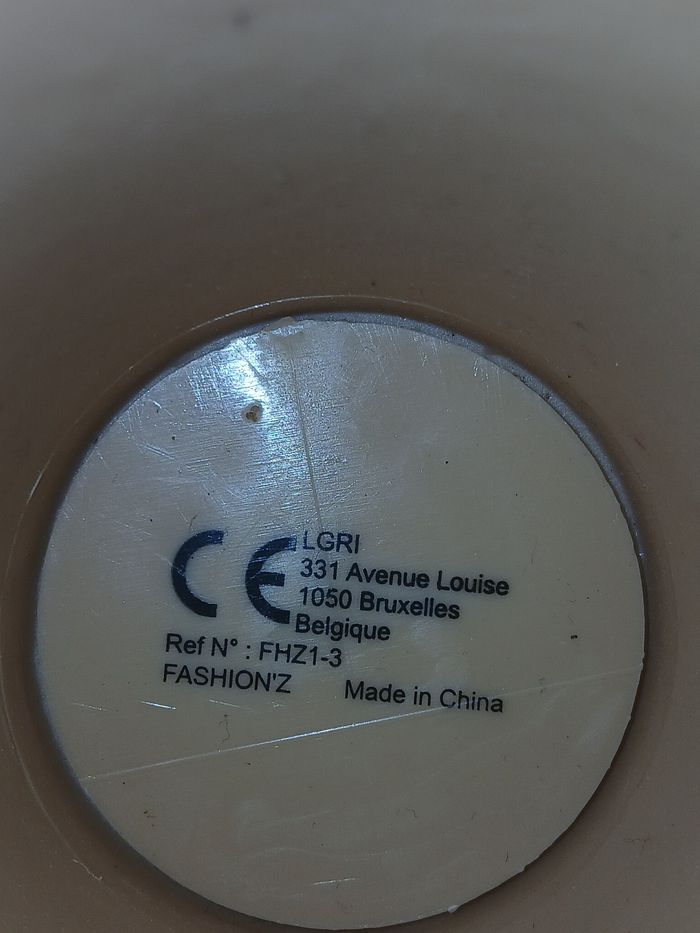 CE
LGRI
331 Avenue Louise
1050 Bruxelles
Belgique
Ref N° : FHZ1-3
FASHION'Z
Made in China